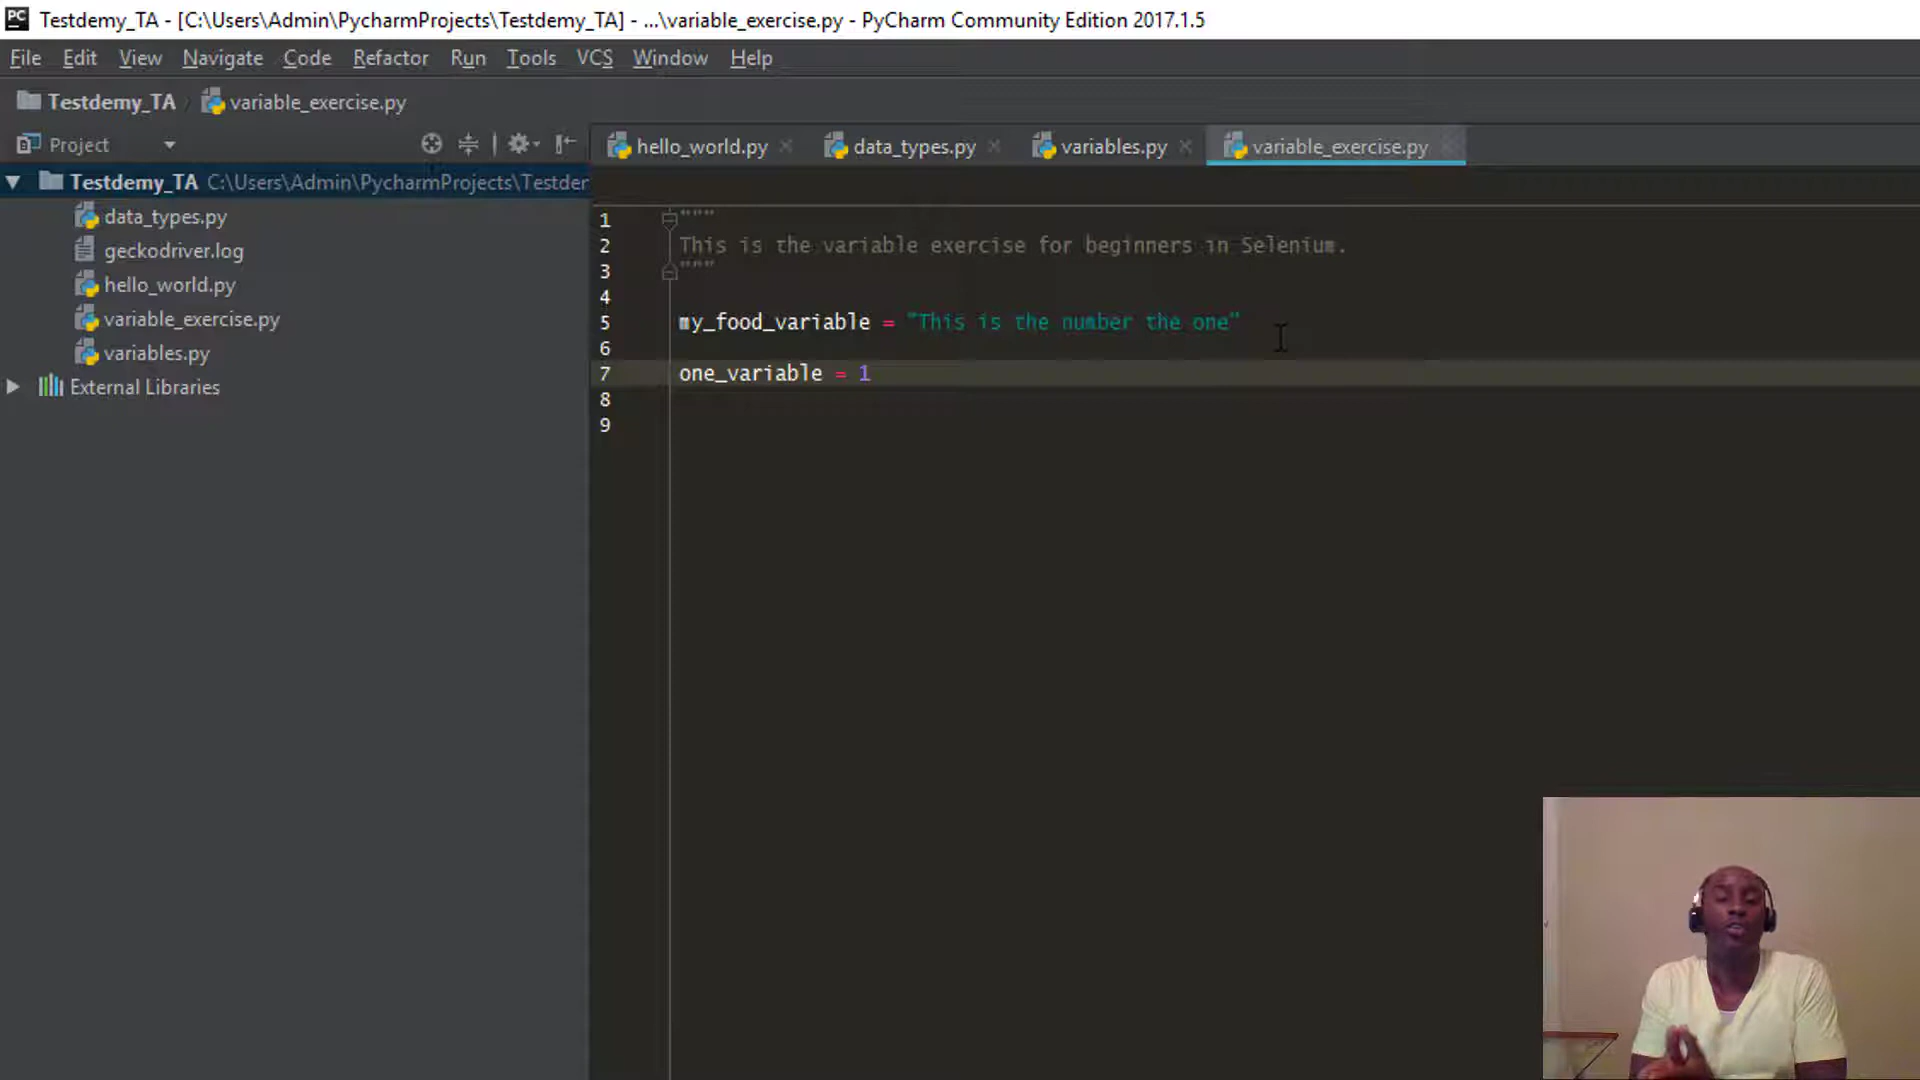 PC Testdemy_TA - [C:\Users\Admin\PycharmProjects\Testdemy_TA] - ...\variable_exercise.py - PyCharm Community Edition 2017.1.5
File Edit View Navigate Code Refactor Run Tools VCS Window Help
Testdemy_TA variable_exercise.py
Project
hello_world.py data_types.py variables.py variable_exercise.py
Testdemy_TA C:\Users\Admin\PycharmProjects\Testder
data_types.py
geckodriver.log
hello_world.py
variable_exercise.py
variables.py
External Libraries
1 """
2 This is the variable exercise for beginners in Selenium.
3 """
4
5 my_food_variable = "This is the number the one"
6
7 one_variable = 1
8
9